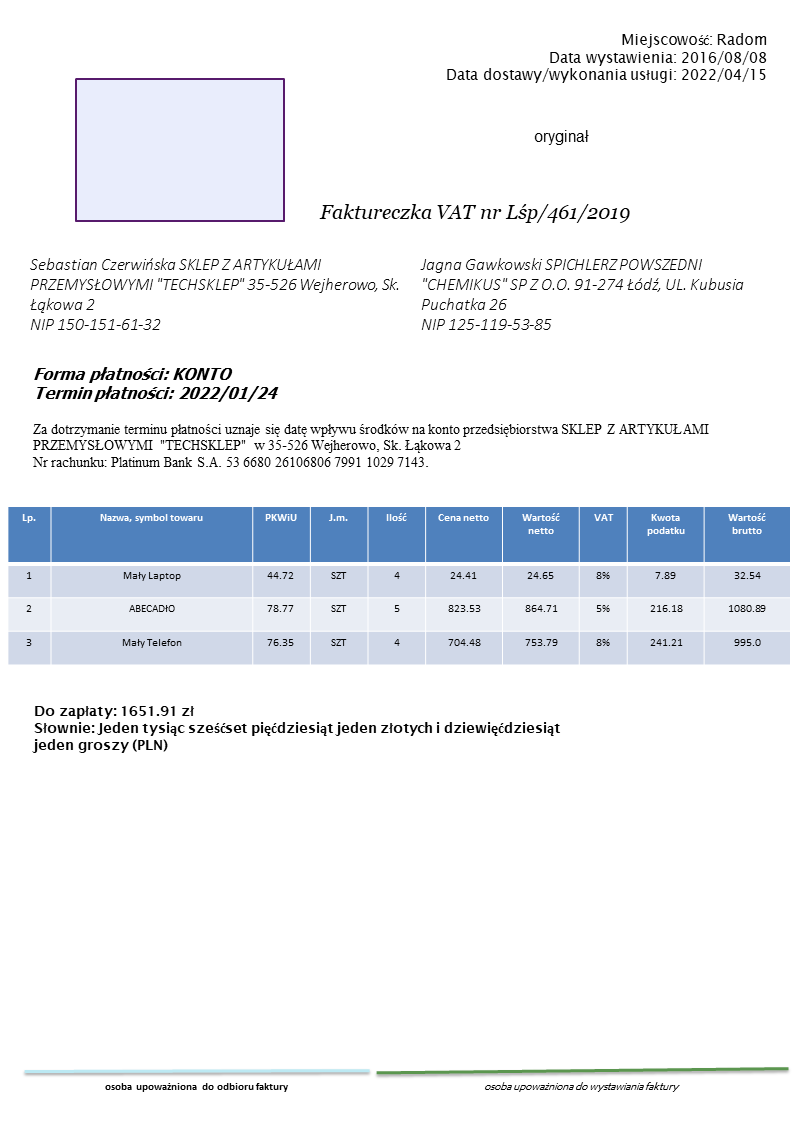 Miejscowość: Radom
Data wystawienia: 2016/08/08
Data dostawy/wykonania usługi: 2022/04/15
oryginał
Faktureczka VAT nr Lśp/461/2019
Sebastian Czerwińska SKLEP Z ARTYKUŁAMI
PRZEMYSŁOWYMI "TECHSKLEP" 35-526 Wejherowo, Sk.
Łąkowa 2
NIP 150-151-61-32
Jagna Gawkowski SPICHLERZ POWSZEDNI
"CHEMIKUS" SP Z O.O. 91-274 Łódź, UL. Kubusia
Puchatka 26
NIP 125-119-53-85
Forma płatności: KONTO
Termin płatności: 2022/01/24
Za dotrzymanie terminu płatności uznaje się datę wpływu środków na konto przedsiębiorstwa SKLEP Z ARTYKUŁAMI
PRZEMYSŁOWYMI "TECHSKLEP" w 35-526 Wejherowo, Sk. Łąkowa 2
Nr rachunku: Platinum Bank S.A. 53 6680 26106806 7991 1029 7143.
Lp. Nazwa, symbol towaru PKWiU J.m. Ilość Cena netto Wartość netto VAT Kwota podatku Wartość brutto
1 Mały Laptop 44.72 SZT 4 24.41 24.65 8% 7.89 32.54
2 ABECADŁO 78.77 SZT 5 823.53 864.71 5% 216.18 1080.89
3 Mały Telefon 76.35 SZT 4 704.48 753.79 8% 241.21 995.0
Do zapłaty: 1651.91 zł
Słownie: Jeden tysiąc sześćset pięćdziesiąt jeden złotych i dziewięćdziesiąt
jeden groszy (PLN)
osoba upoważniona do odbioru faktury
osoba upoważniona do wystawiania faktury